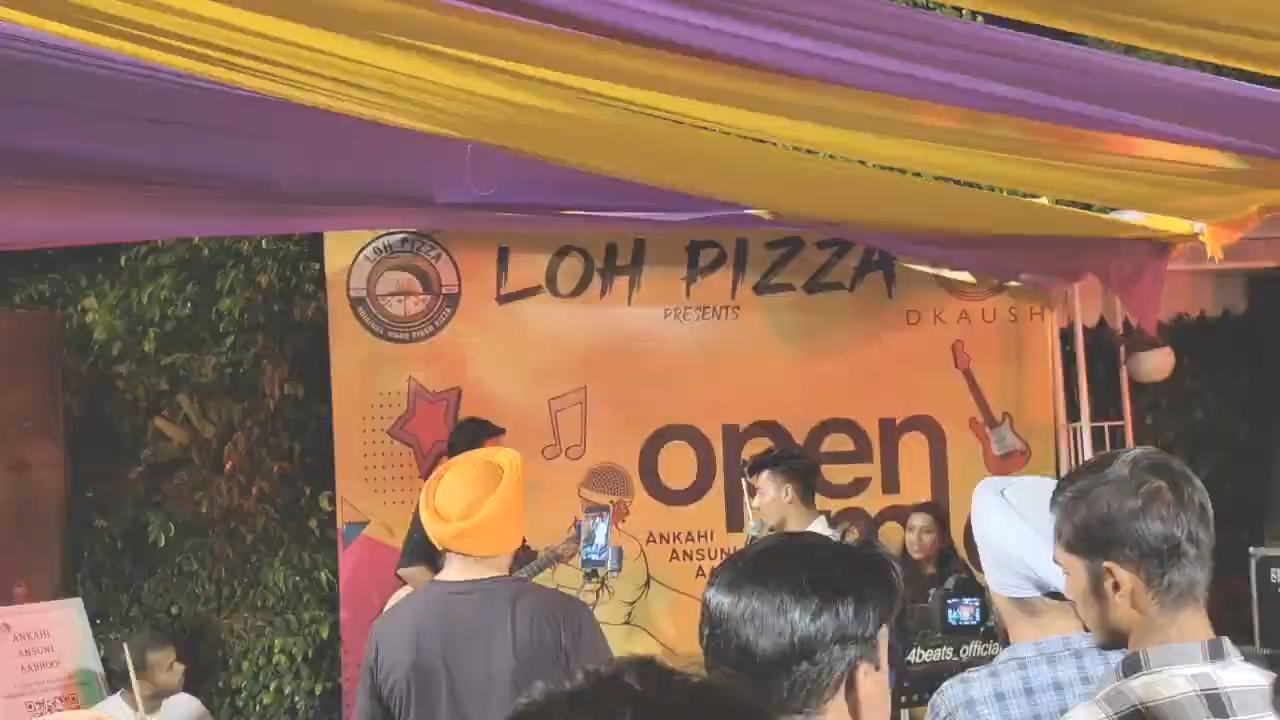 LOH PIZZA
LOH PIZZA
PRESENTS
DKAUSH
open
ANKAHI
ANSUNI
4beats_official
ANKAHI
ANSUNI
AABROO!